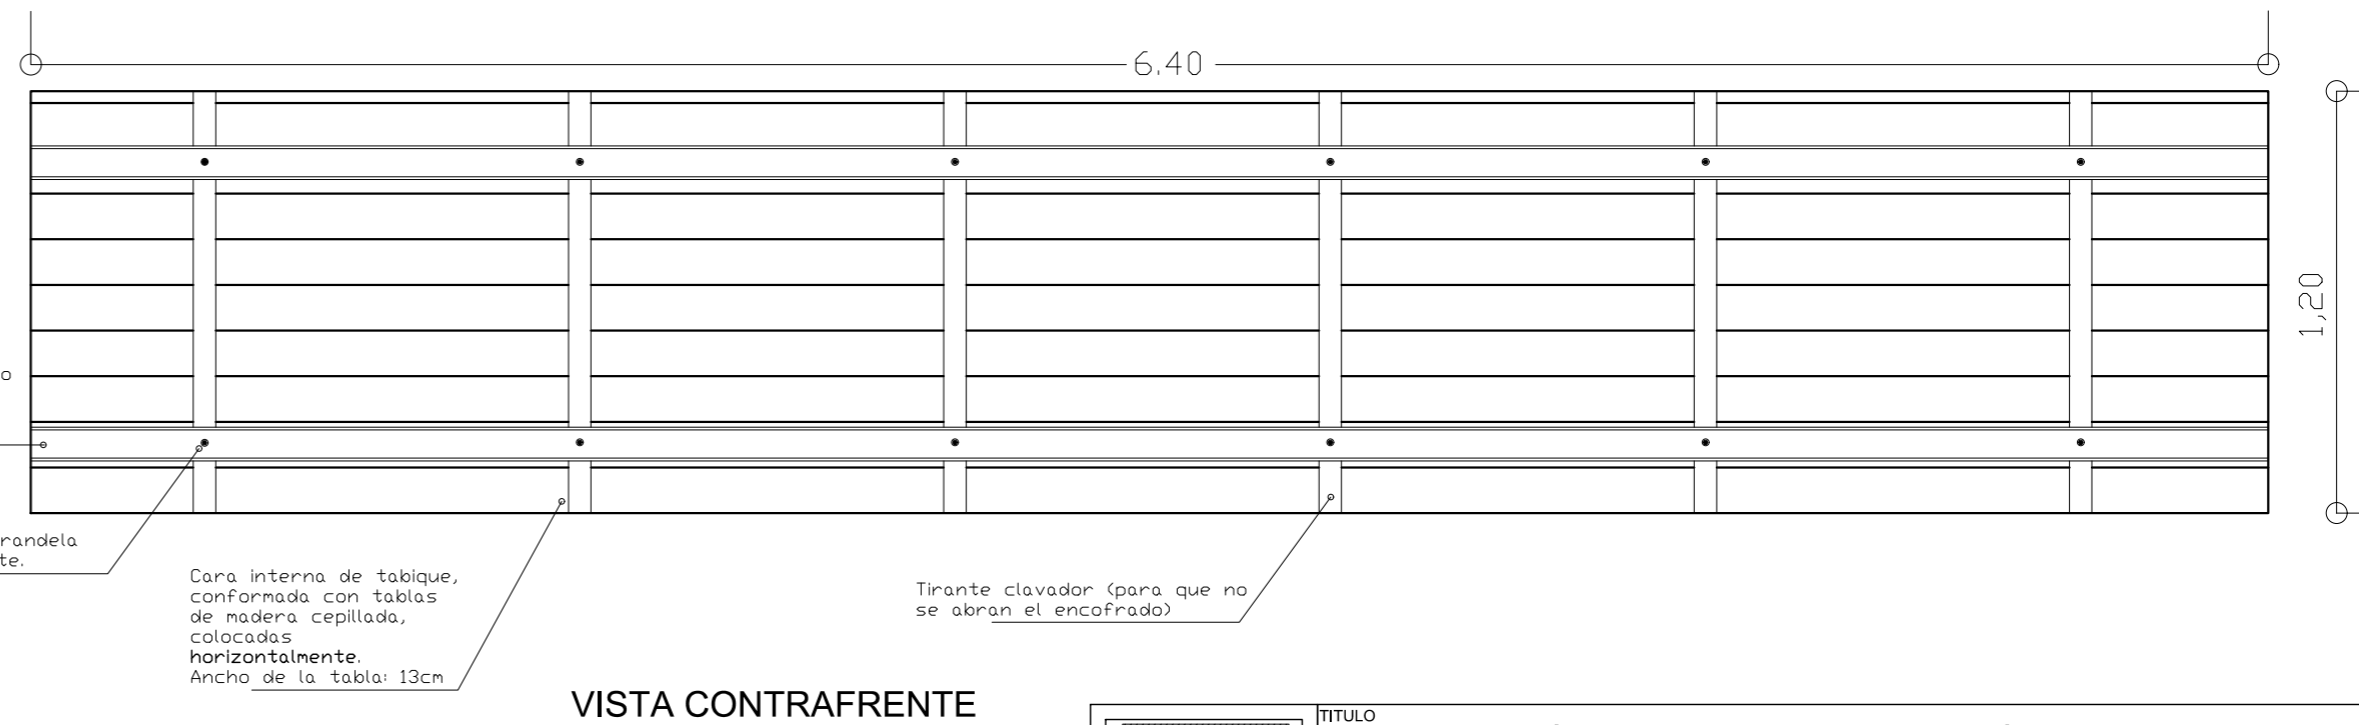 6.40
1,20
o
randela
te.
Cara interna de tabique,
conformada con tablas
de madera cepillada,
colocadas
horizontalmente.
Ancho de la tabla: 13cm
Tirante clavador (para que no
se abran el encofrado)
VISTA CONTRAFRENTE
TITULO